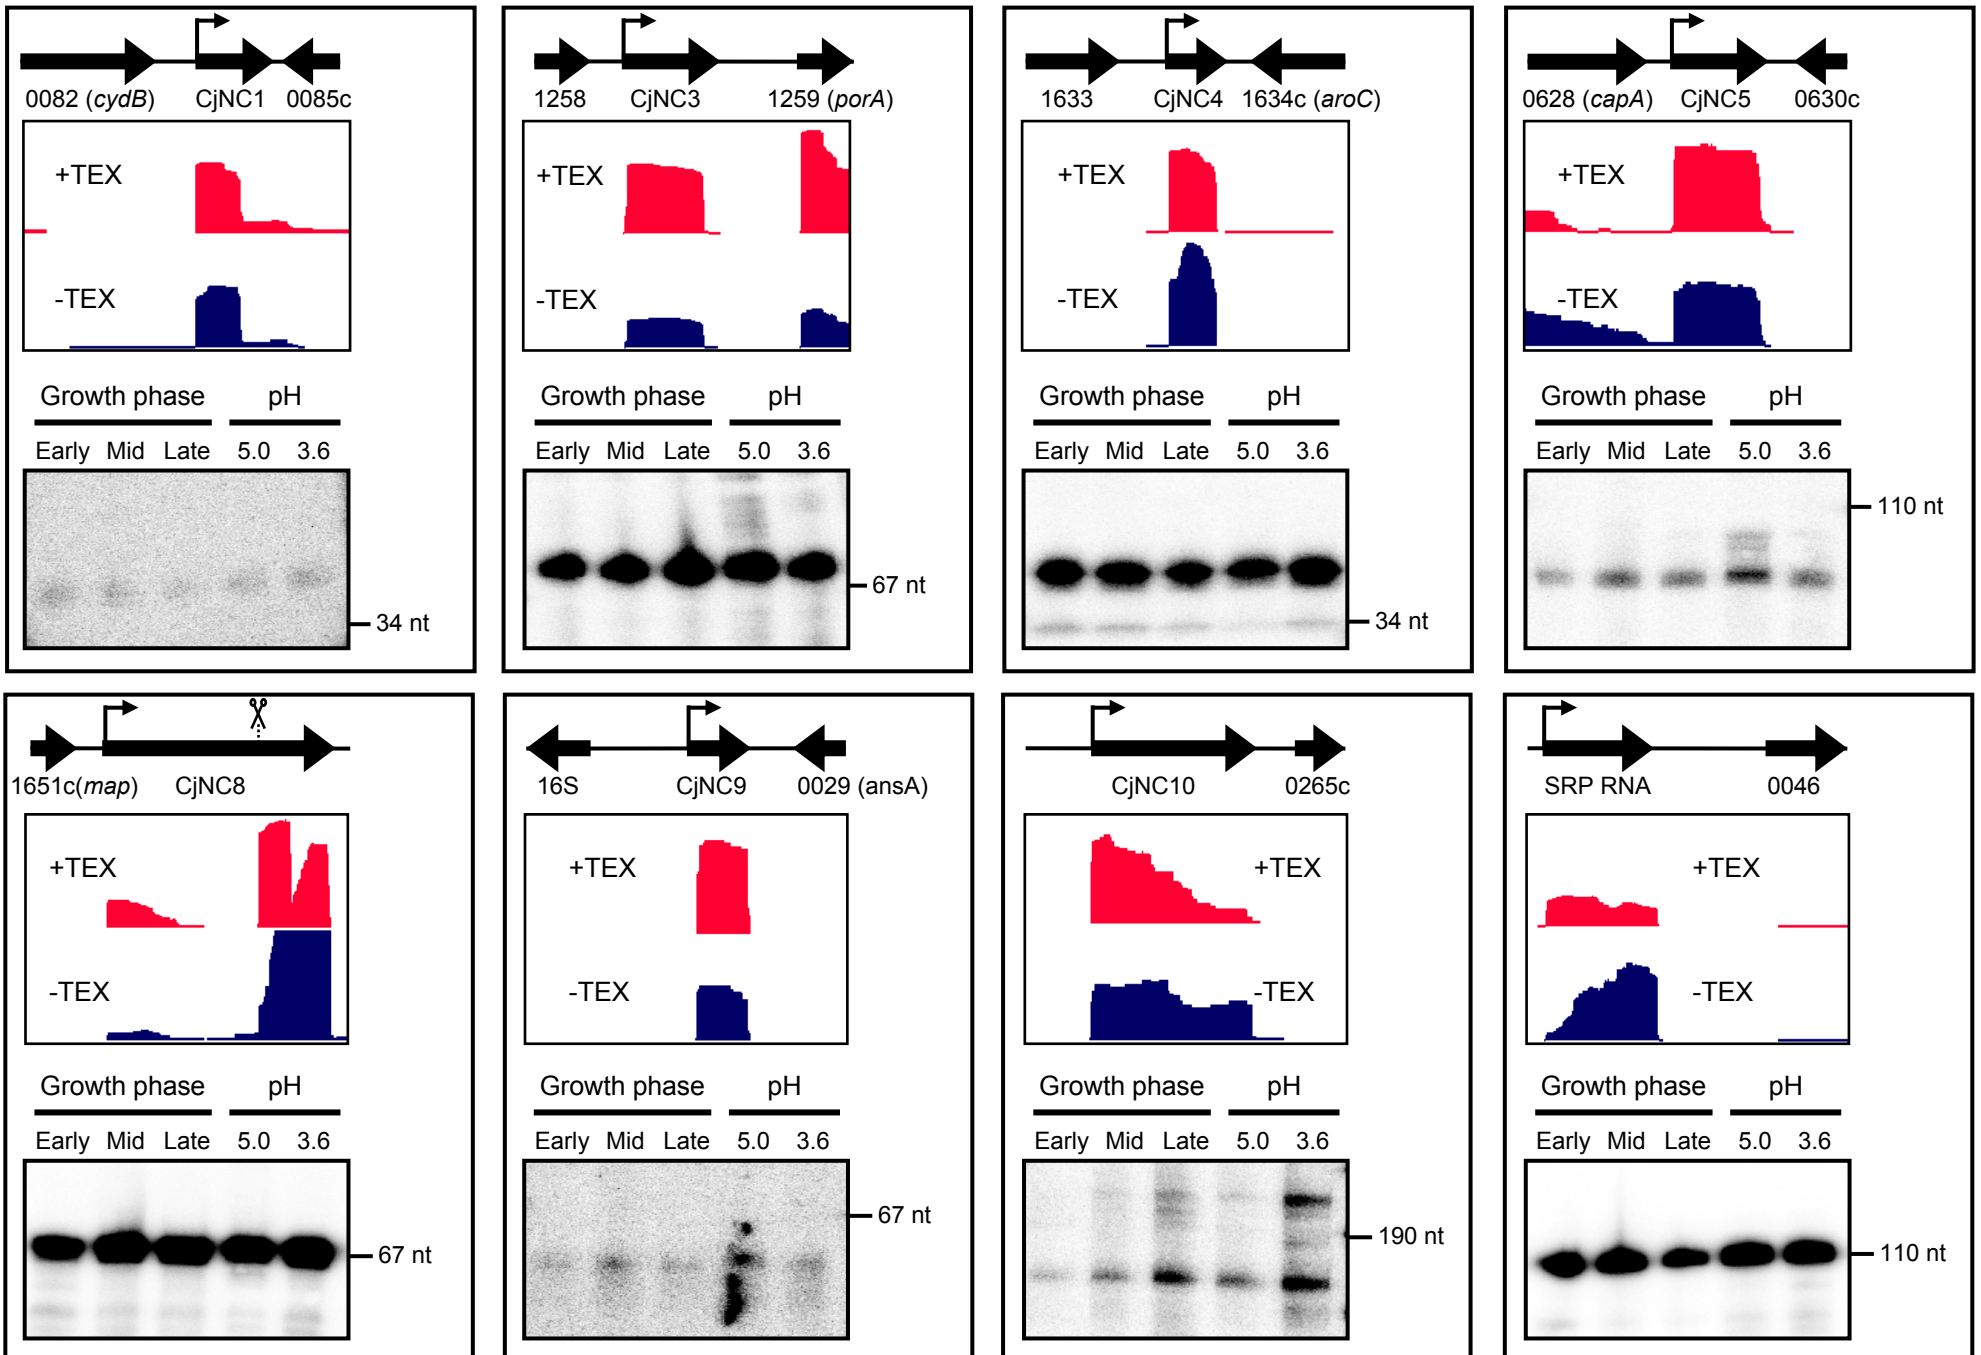 0082 (cydB) CjNC1 0085c
+TEX
-TEX
Growth phase pH
Early Mid Late 5.0 3.6
34 nt
1258 CjNC3 1259 (porA)
+TEX
-TEX
Growth phase pH
Early Mid Late 5.0 3.6
67 nt
1633 CjNC4 1634c (aroC)
+TEX
-TEX
Growth phase pH
Early Mid Late 5.0 3.6
34 nt
0628 (capA) CjNC5 0630c
+TEX
-TEX
Growth phase pH
Early Mid Late 5.0 3.6
110 nt
1651c(map) CjNC8
+TEX
-TEX
Growth phase pH
Early Mid Late 5.0 3.6
67 nt
16S CjNC9 0029 (ansA)
+TEX
-TEX
Growth phase pH
Early Mid Late 5.0 3.6
67 nt
CjNC10 0265c
+TEX
-TEX
Growth phase pH
Early Mid Late 5.0 3.6
190 nt
SRP RNA 0046
+TEX
-TEX
Growth phase pH
Early Mid Late 5.0 3.6
110 nt